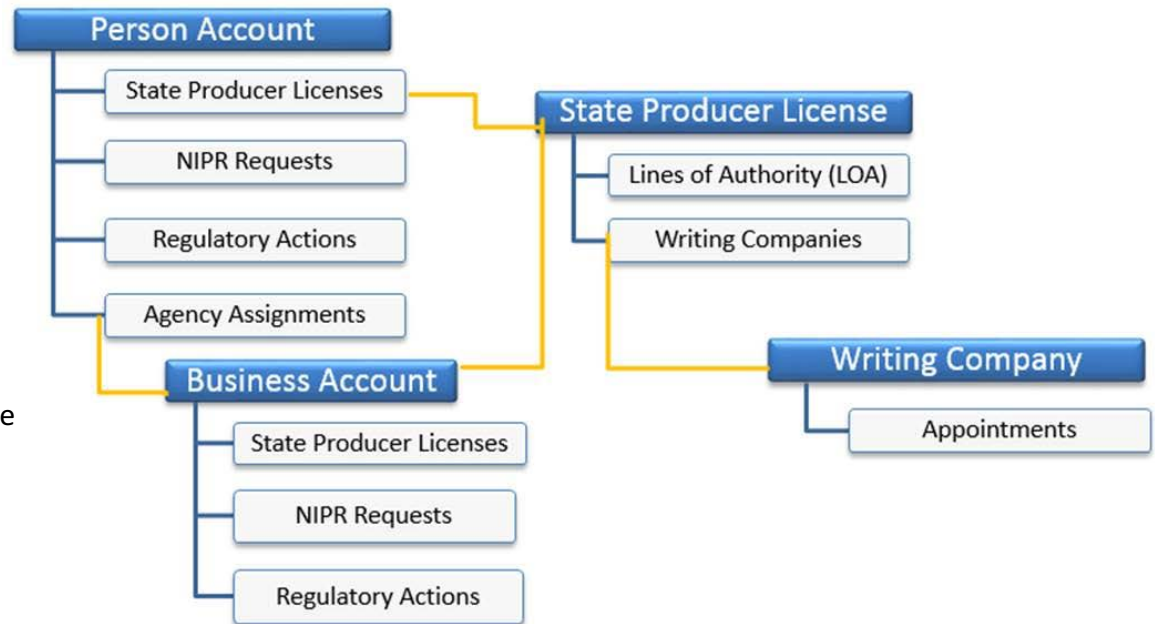 Person Account
State Producer Licenses
NIPR Requests
Regulatory Actions
Agency Assignments
Business Account
State Producer Licenses
NIPR Requests
Regulatory Actions
State Producer License
Lines of Authority (LOA)
Writing Companies
Writing Company
Appointments
e